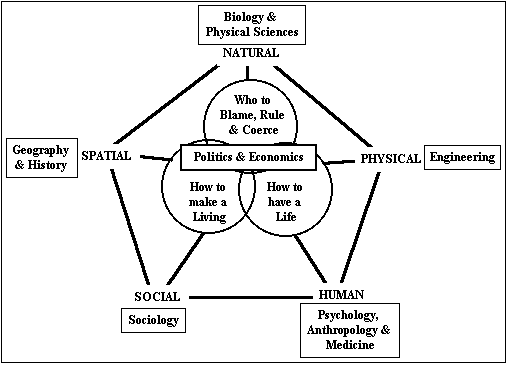 Biology &
Physical Sciences
NATURAL
Who to
Blame, Rule
& Coerce
Geography
& History
SPATIAL
Politics & Economics
PHYSICAL
Engineering
How to
make a
Living
How to
have a
Life
SOCIAL
Sociology
HUMAN
Psychology,
Anthropology &
Medicine